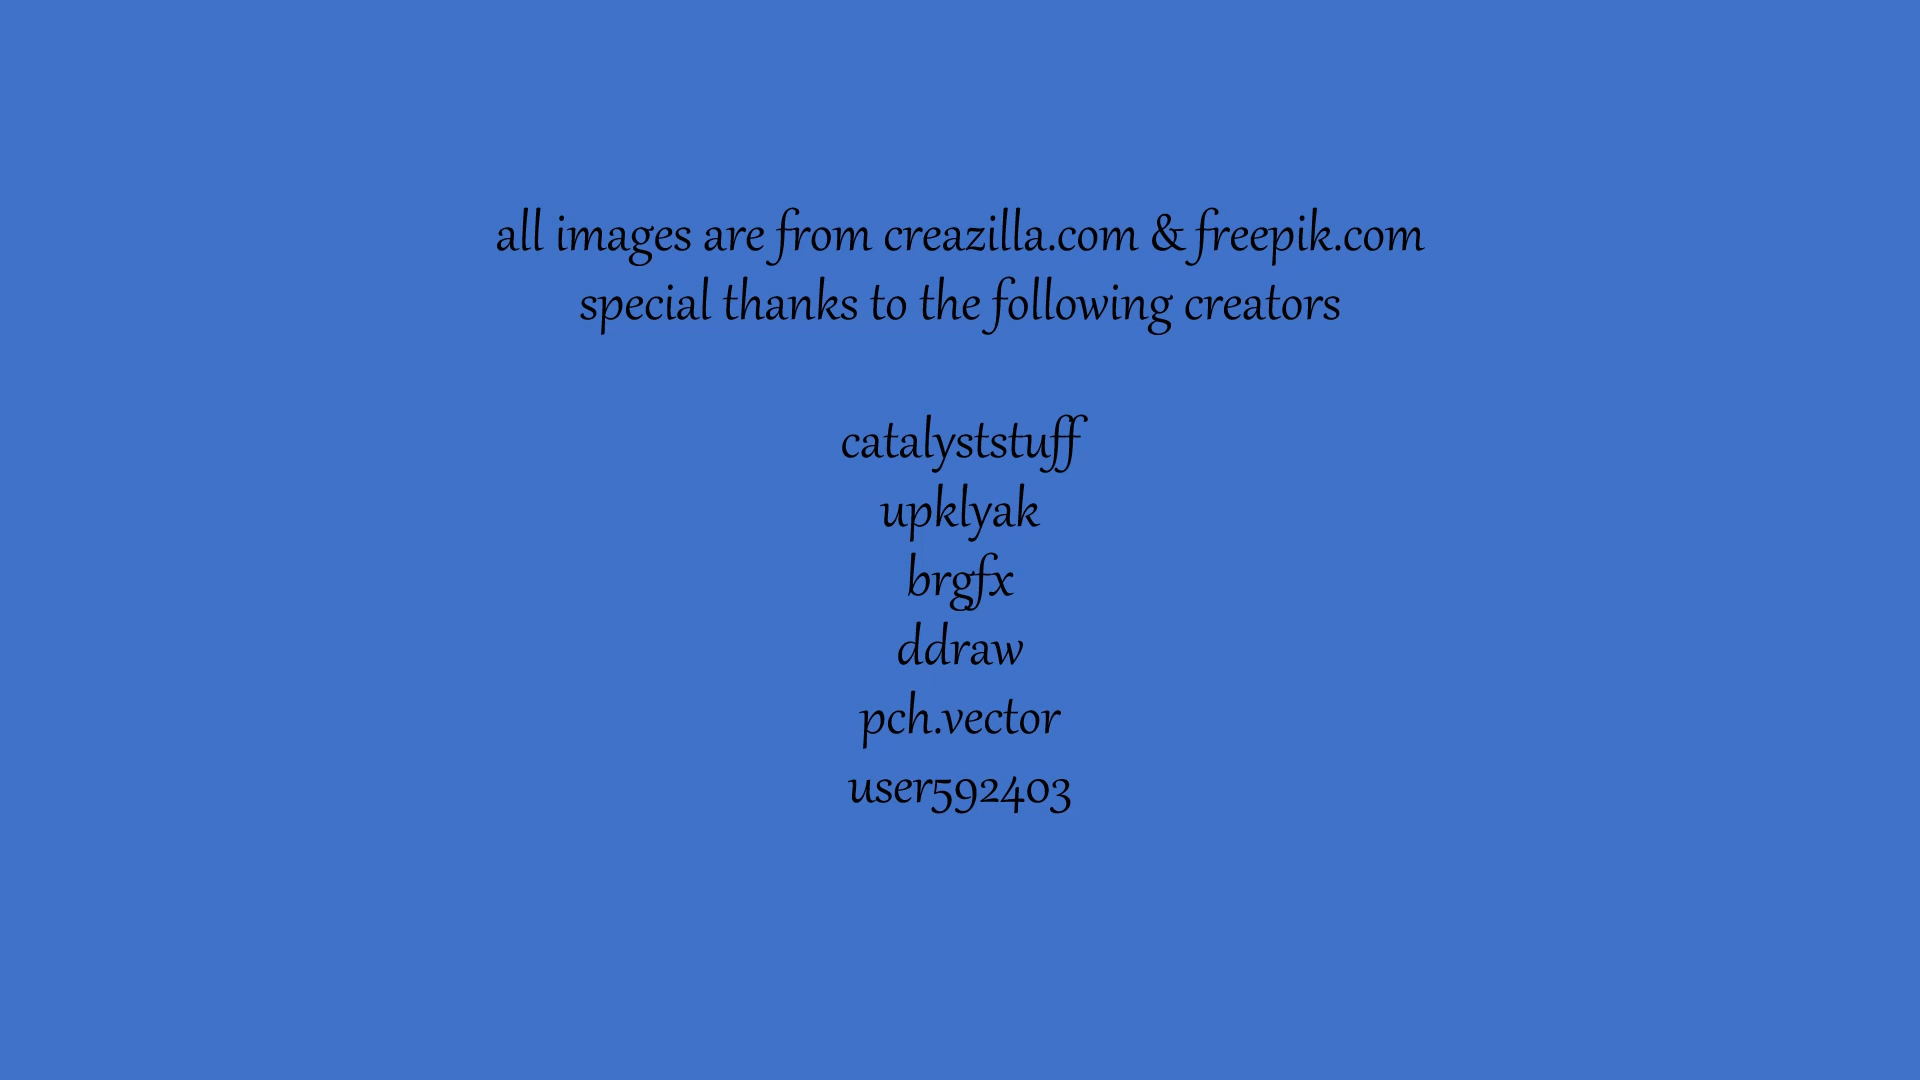 all images are from creazilla.com & freepik.com
special thanks to the following creators
catalyststuff
upklyak
brgfx
ddraw
pch.vector
user592403